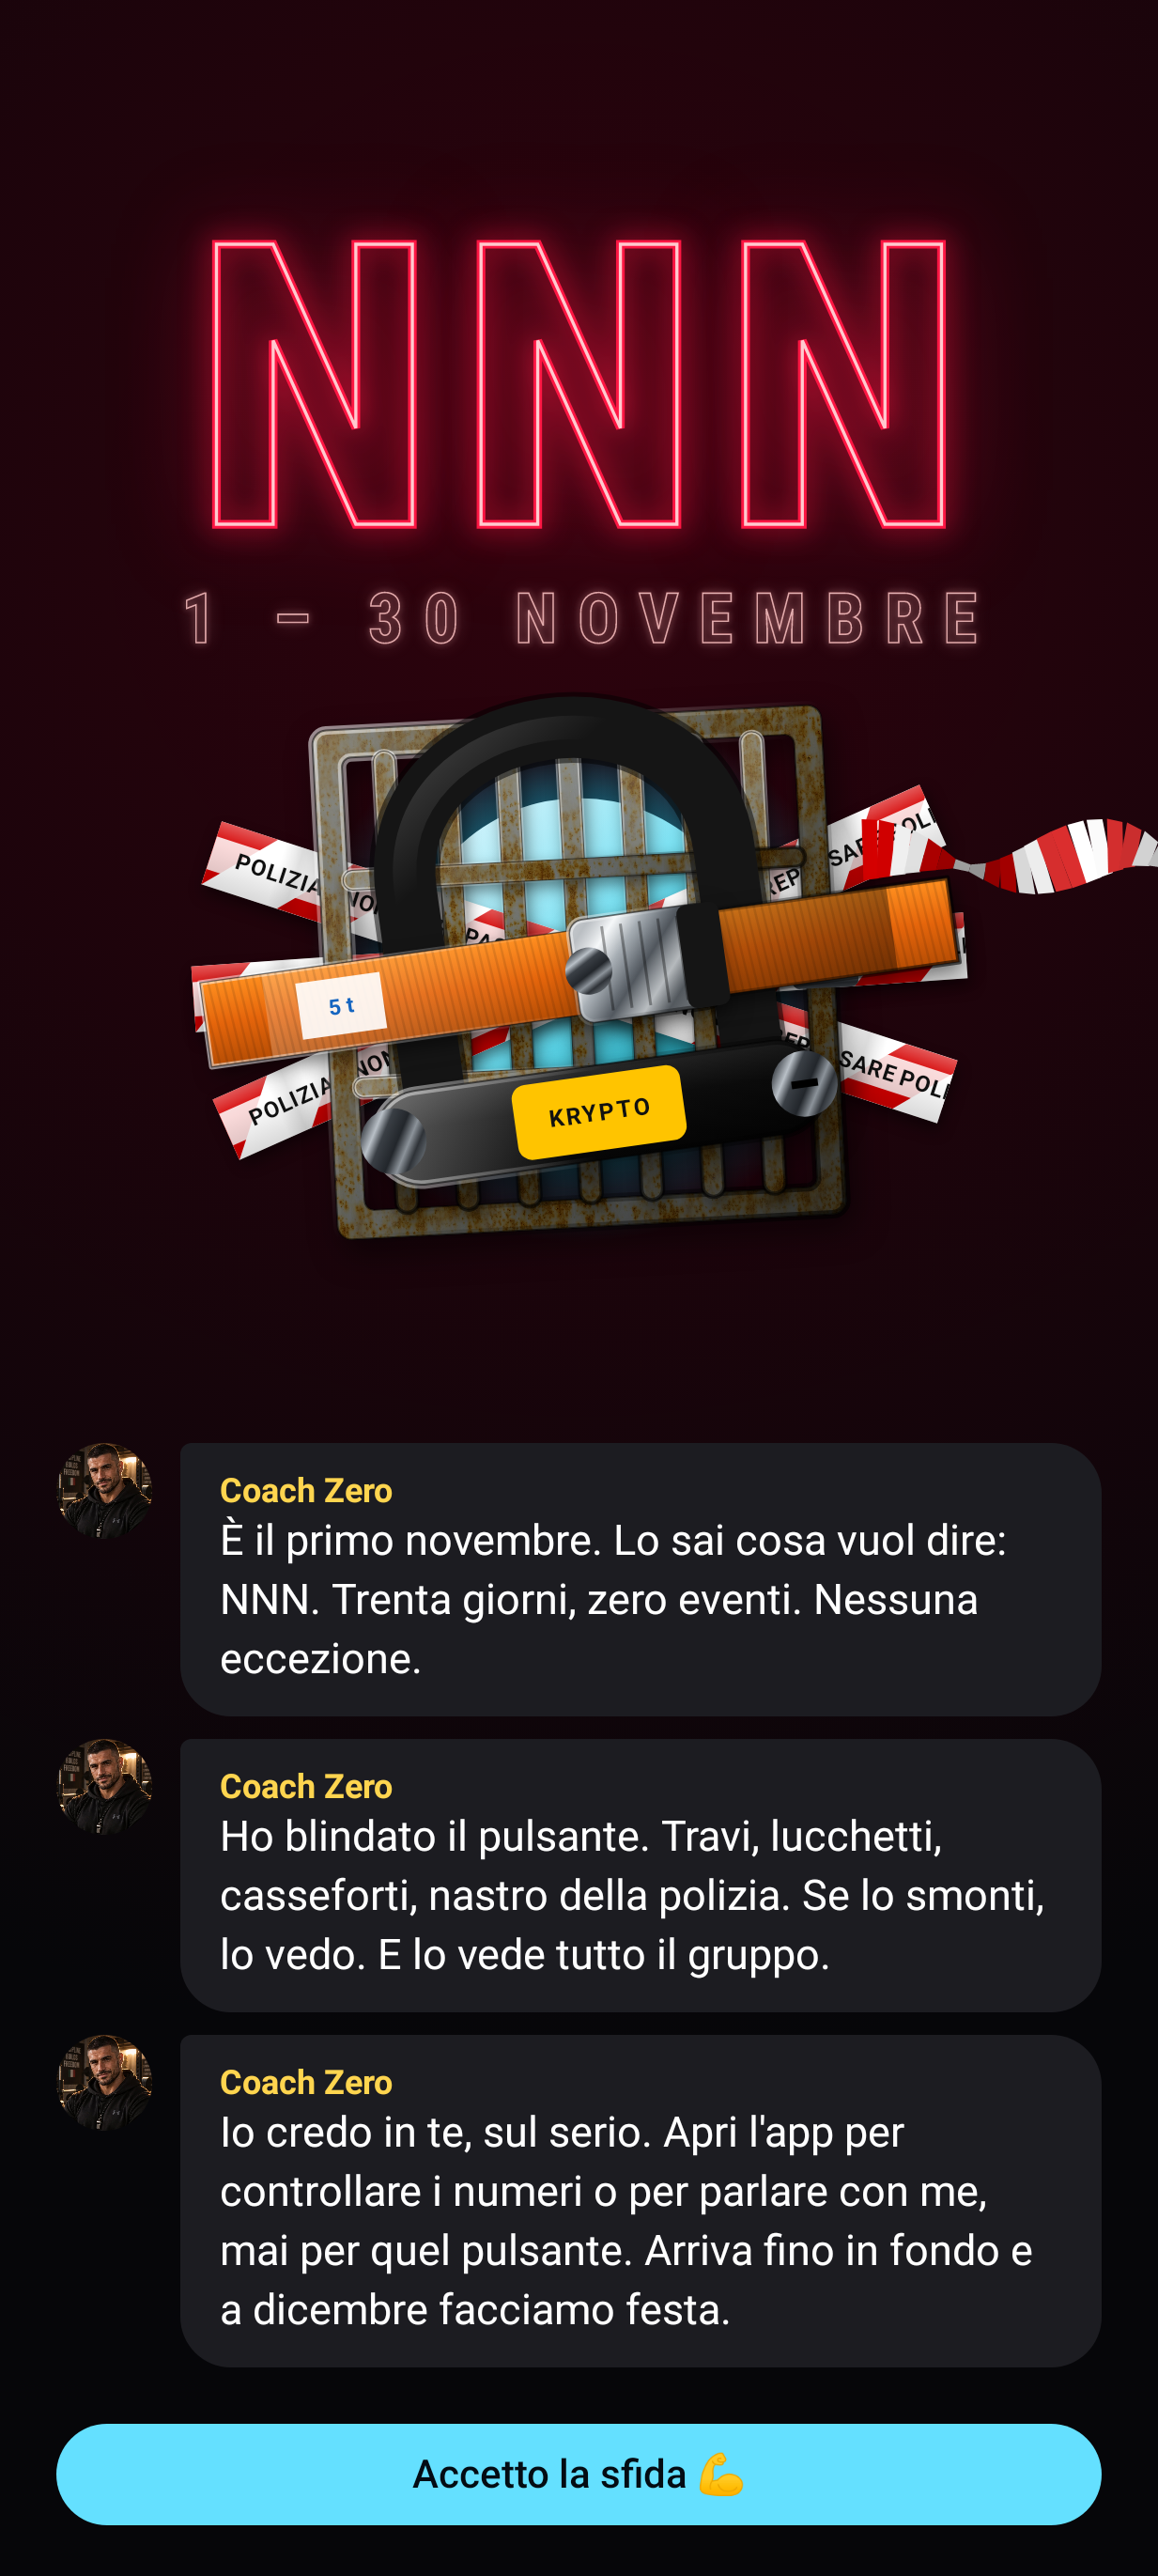 NNN
1 – 30 NOVEMBRE
POLIZIA
NON
PAS
5 t
POLIZIA
NON
SARE POLI
KRYPTO
Coach Zero
È il primo novembre. Lo sai cosa vuol dire:
NNN. Trenta giorni, zero eventi. Nessuna
eccezione.
Coach Zero
Ho blindato il pulsante. Travi, lucchetti,
casseforti, nastro della polizia. Se lo smonti,
lo vedo. E lo vede tutto il gruppo.
Coach Zero
Io credo in te, sul serio. Apri l'app per
controllare i numeri o per parlare con me,
mai per quel pulsante. Arriva fino in fondo e
a dicembre facciamo festa.
Accetto la sfida 💪